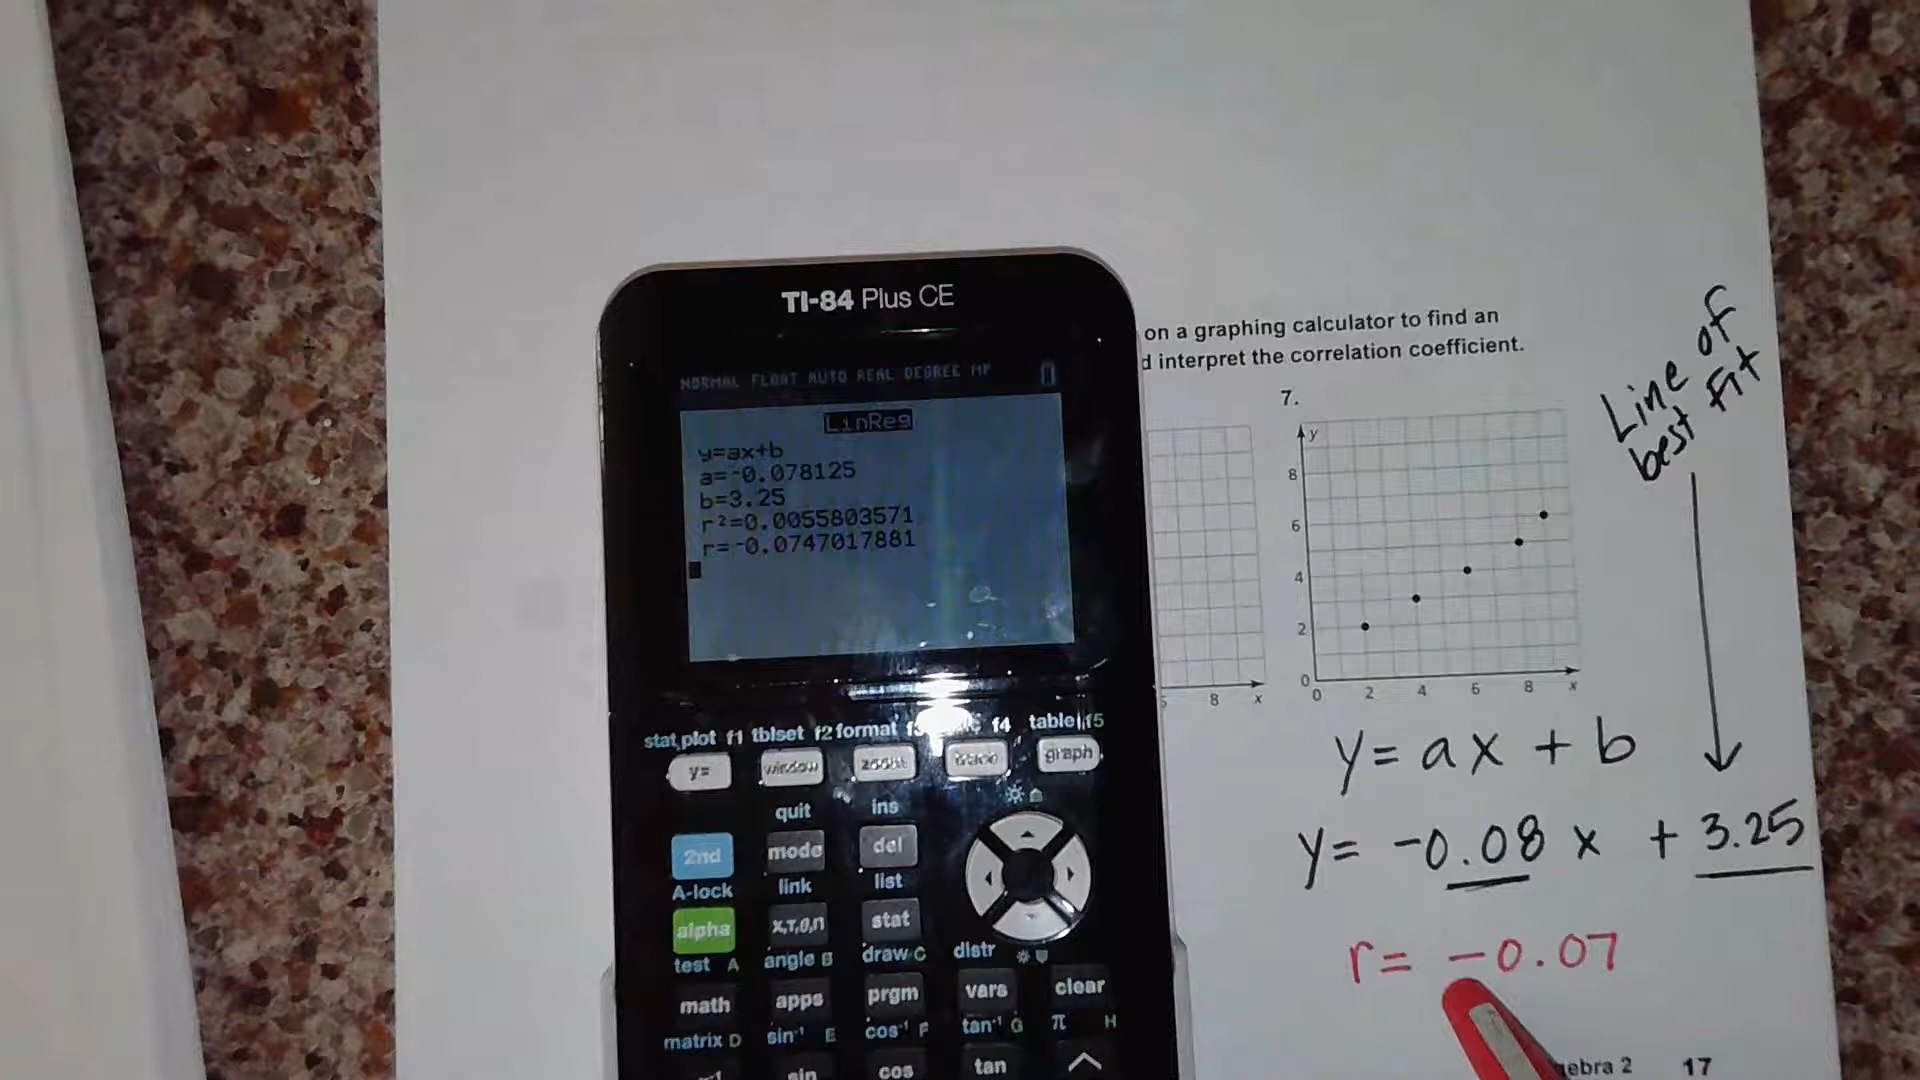 TI-84 Plus CE
NORMAL FLOAT AUTO REAL DEGREE MP
LinReg
y=ax+b
a=-0.078125
b=3.25
r²=0.0055803571
r=-0.0747017881
on a graphing calculator to find an
interpret the correlation coefficient.
7.
y
8
6
4
2
0
0 2 4 6 8 x
8 x
Line of
best Fit
y= ax + b
y= -0.08 x + 3.25
r= -0.07
ebra 2 17
stat plot f1 tblset f2 format f4 table f5
y= window zoom trace graph
quit ins
2nd mode del
A-lock link list
alpha X,T,θ,n stat
test A angle B draw C distr
math apps prgm vars clear
matrix D sin⁻¹ E cos⁻¹ F tan⁻¹ G π H
sin cos tan